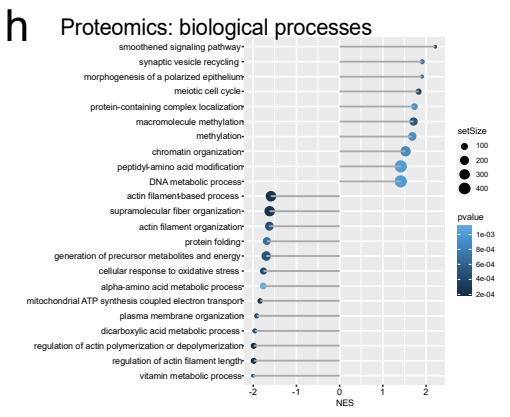 h
Proteomics: biological processes
smoothened signaling pathway
synaptic vesicle recycling
morphogenesis of a polarized epithelium
meiotic cell cycle
protein-containing complex localization
macromolecule methylation
methylation
chromatin organization
peptidyl-amino acid modification
DNA metabolic process
actin filament-based process
supramolecular fiber organization
actin filament organization
protein folding
generation of precursor metabolites and energy
cellular response to oxidative stress
alpha-amino acid metabolic process
mitochondrial ATP synthesis coupled electron transport
plasma membrane organization
dicarboxylic acid metabolic process
regulation of actin polymerization or depolymerization
regulation of actin filament length
vitamin metabolic process
-2 -1 0 1 2
NES
setSize
100
200
300
400
pvalue
1e-03
8e-04
6e-04
4e-04
2e-04